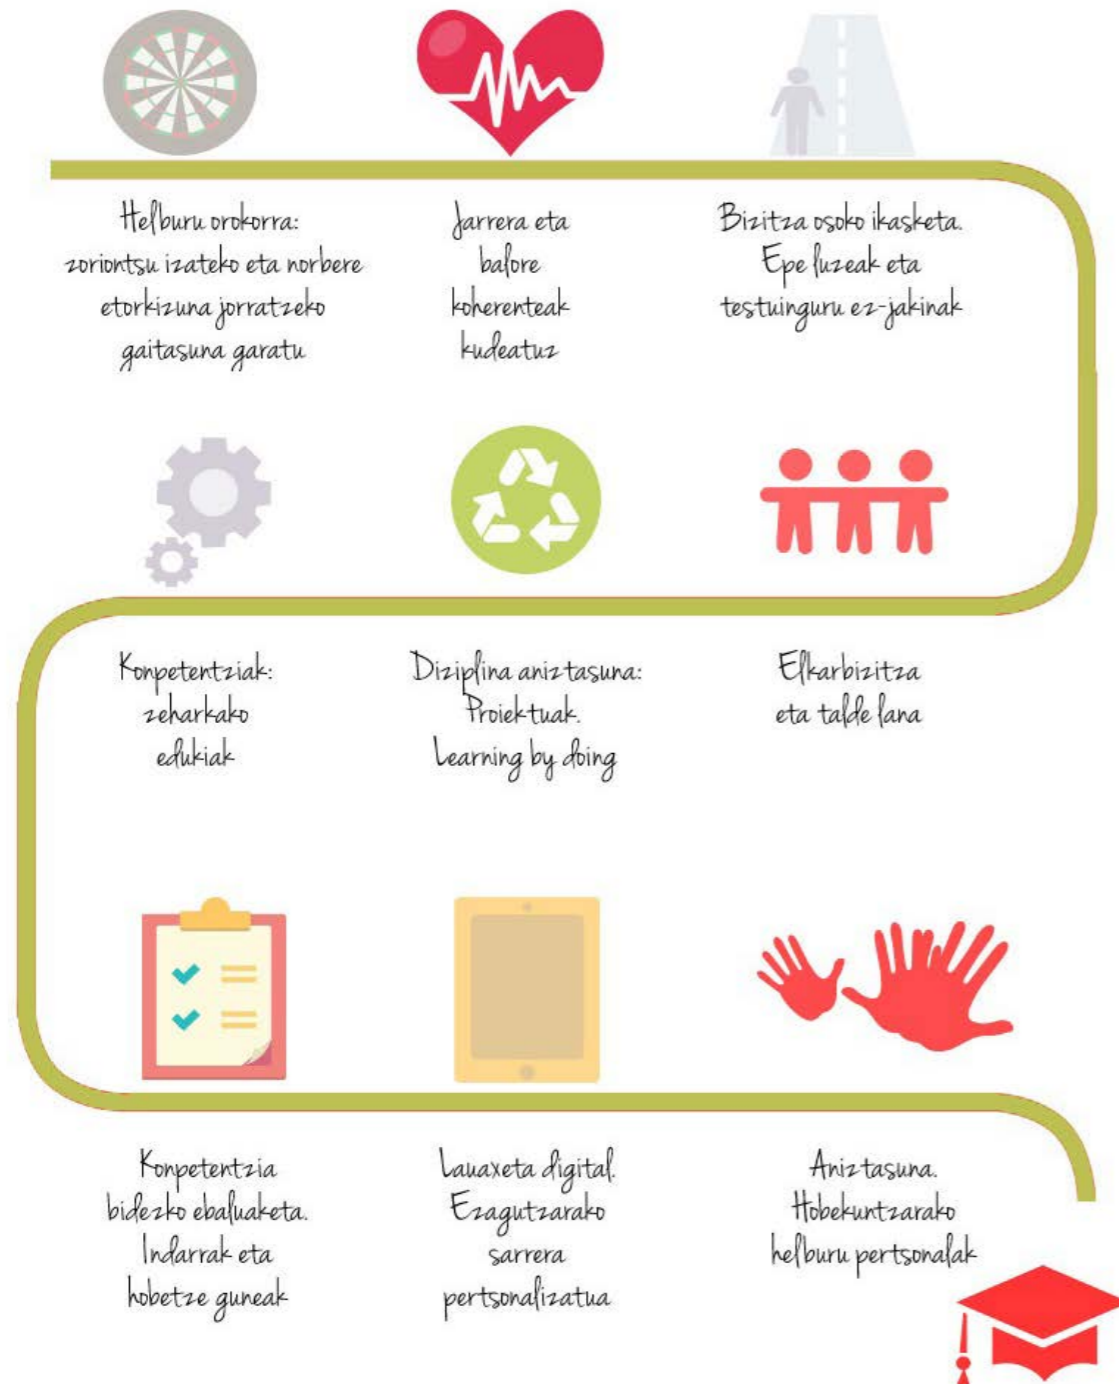 Helburu orokorra:
zoriontsu izateko eta norbere
etorkizuna jorratzeko
gaitasuna garatu
Jarrera eta
balore
koherenteak
kudeatuz
Bizitza osoko ikasketa.
Epe luzeak eta
testuinguru ez-jakinak
Konpetentziak:
zeharkako
edukiak
Diziplina aniztasuna:
Proiektuak.
Learning by doing
Elkarbizitza
eta talde lana
Konpetentzia
bidezko ebaluaketa.
Indarrak eta
hobetze guneak
Lauaxeta digital.
Ezagutzarako
sarrera
pertsonalizatua
Aniztasuna.
Hobekuntzarako
helburu pertsonalak